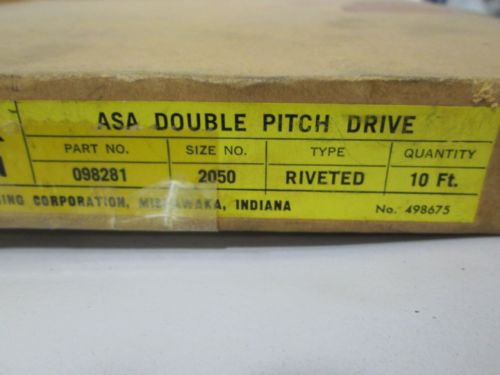 ASA DOUBLE PITCH DRIVE
PART NO. SIZE NO. TYPE QUANTITY
098281 2050 RIVETED 10 Ft.
CORPORATION, MISHAWAKA, INDIANA
No. 498675